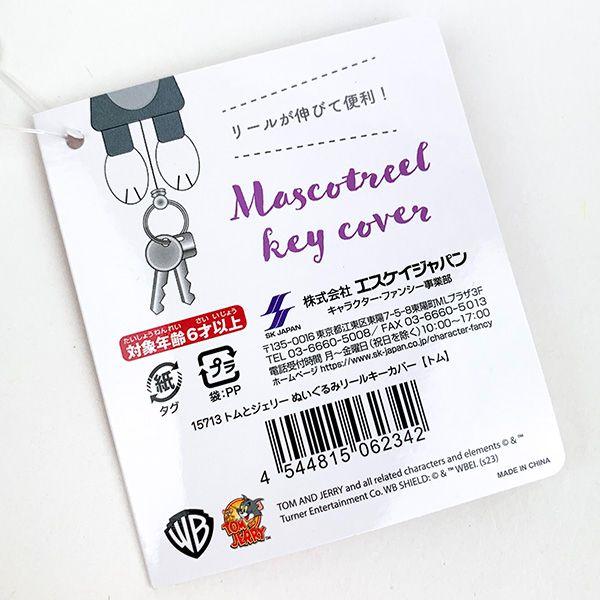 リールが伸びて便利！
Mascotreel
key cover
SK JAPAN
株式会社 エスケイジャパン
キャラクター・ファンシー事業部
〒135-0016 東京都江東区東陽町7-5-8東陽町MLプラザ3F
TEL 03-6660-5008／FAX 03-6660-5013
電話受付時間 月～金曜日(祝日を除く) 10:00～17:00
ホームページ https://www.sk-japan.co.jp/character-fancy
たいしょうねんれい さい いじょう
対象年齢6才以上
紙
タグ
プラ
袋:PP
15713 トムとジェリー ぬいぐるみリールキーカバー【トム】
4 544815 062342
WB
TOM AND JERRY™
TOM AND JERRY and all related characters and elements © & ™
Turner Entertainment Co. WB SHIELD: © & ™ WBEI. (s23)
MADE IN CHINA